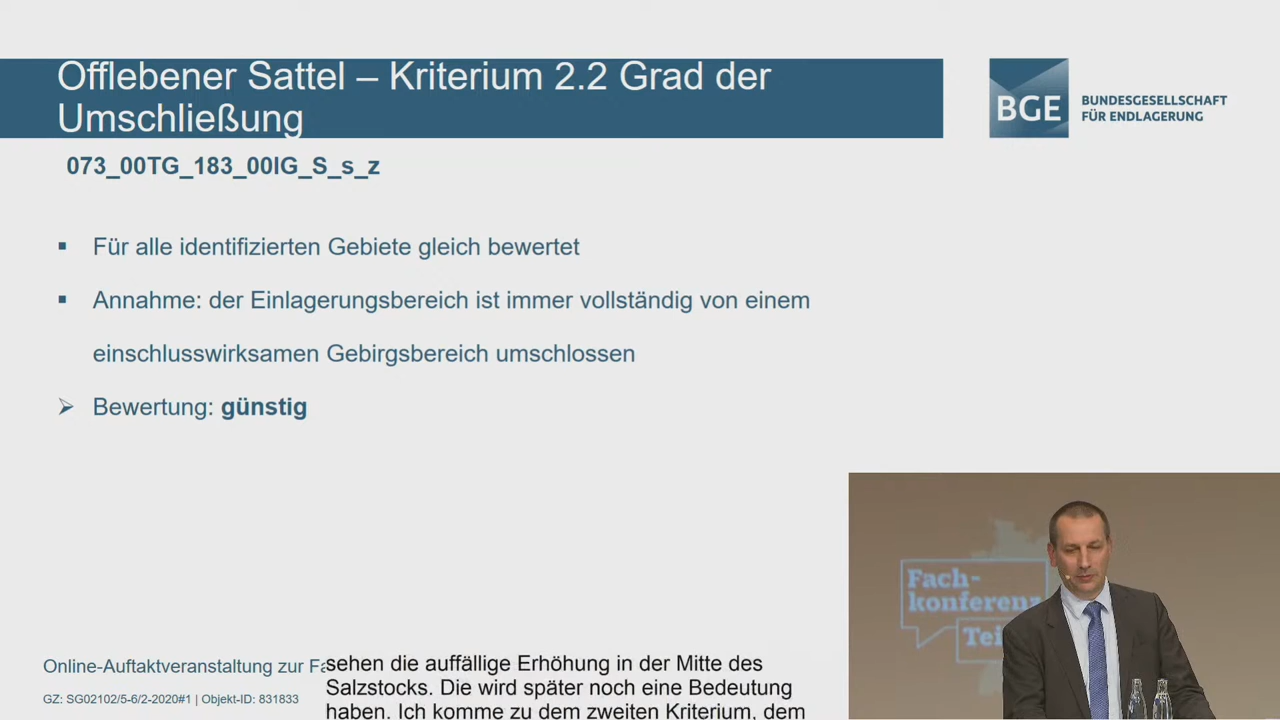 Offlebener Sattel – Kriterium 2.2 Grad der
Umschließung
BGE
BUNDESGESELLSCHAFT
FÜR ENDLAGERUNG
073_00TG_183_00IG_S_s_z
▪ Für alle identifizierten Gebiete gleich bewertet
▪ Annahme: der Einlagerungsbereich ist immer vollständig von einem
einschlusswirksamen Gebirgsbereich umschlossen
➢ Bewertung: günstig
Fach-
konferenz
Online-Auftaktveranstaltung zur
GZ: SG02102/5-6/2-2020#1 | Objekt-ID: 831833
sehen die auffällige Erhöhung in der Mitte des
Salzstocks. Die wird später noch eine Bedeutung
haben. Ich komme zu dem zweiten Kriterium, dem